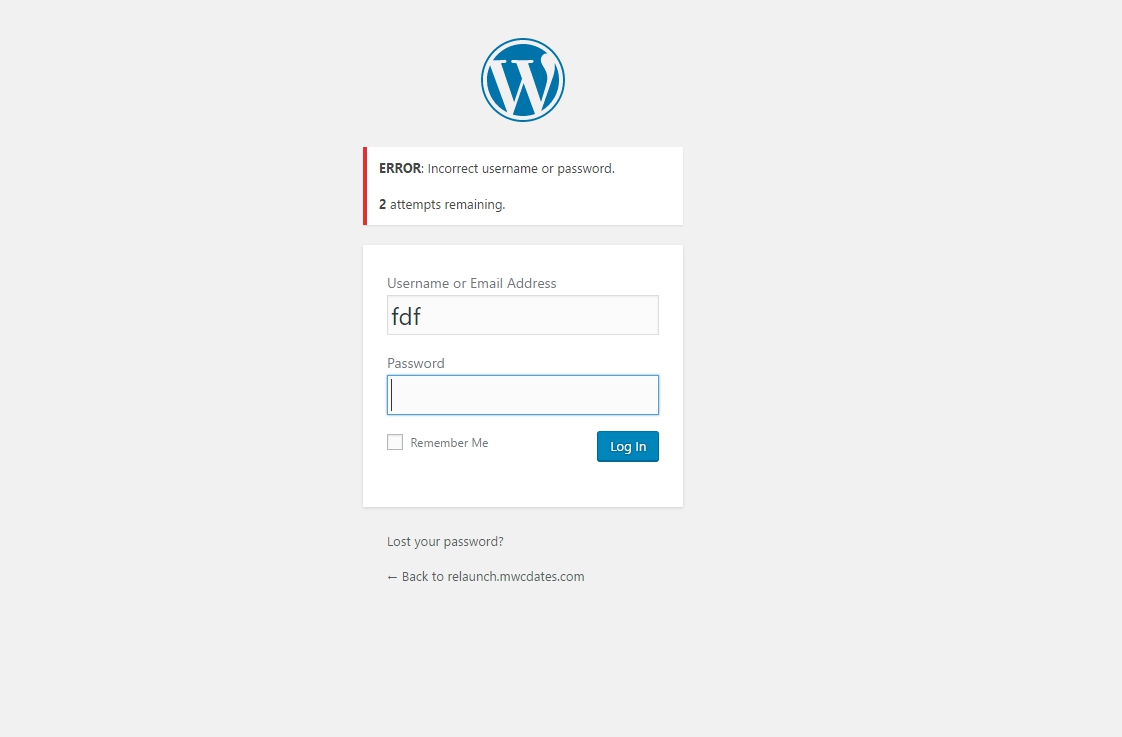 ERROR: Incorrect username or password.
2 attempts remaining.
Username or Email Address
fdf
Password
Remember Me
Log In
Lost your password?
← Back to relaunch.mwcdates.com